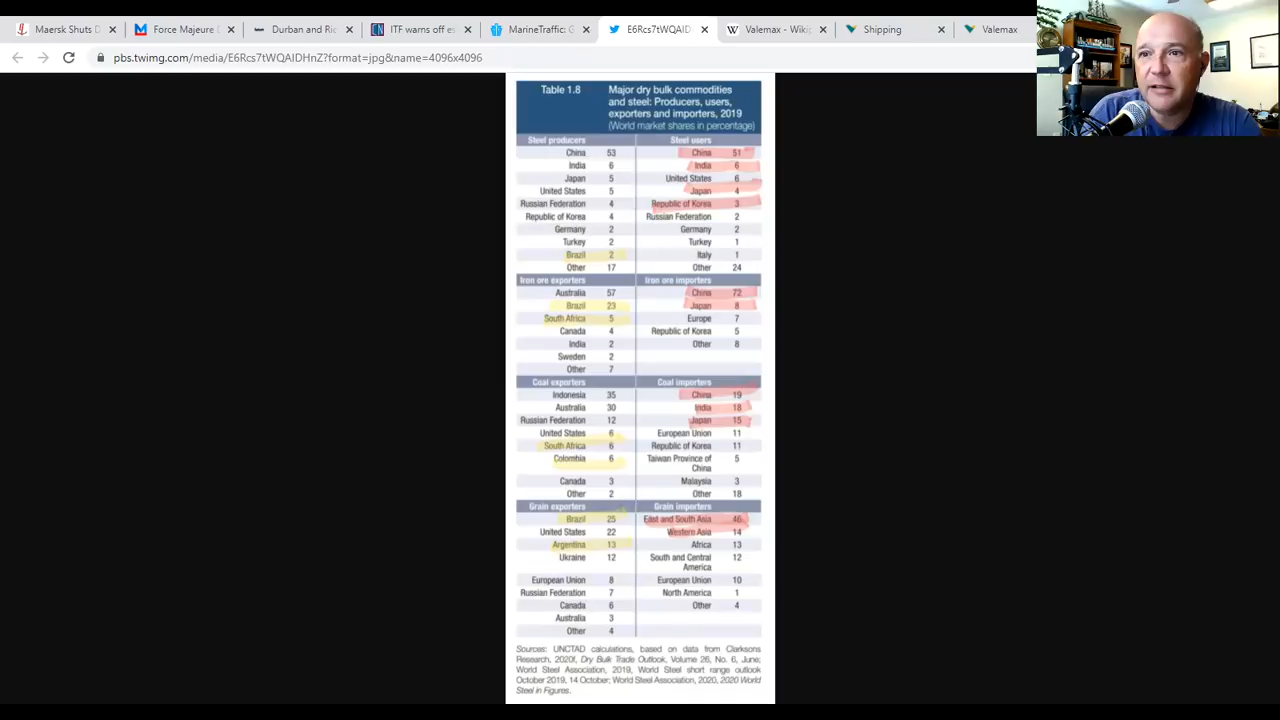 Maersk Shuts D
Force Majeure
Durban and Ric
ITF warns off es
MarineTraffic: G
E6Rcs7tWQAID
Valemax - Wiki
Shipping
Valemax
pbs.twimg.com/media/E6Rcs7tWQAIDHnZ?format=jpg&name=4096x4096
Table 1.8 Major dry bulk commodities
and steel: Producers, users,
exporters and importers, 2019
(World market shares in percentage)
Steel producers Steel users
China 53 China 51
India 6 India 6
Japan 5 United States 6
United States 5 Japan 4
Russian Federation 4 Republic of Korea 3
Republic of Korea 4 Russian Federation 2
Germany 2 Germany 2
Turkey 2 Turkey 1
Brazil 2 Italy 1
Other 17 Other 24
Iron ore exporters Iron ore importers
Australia 57 China 72
Brazil 23 Japan 8
South Africa 5 Europe 7
Canada 4 Republic of Korea 5
India 2 Other 8
Sweden 2
Other 7
Coal exporters Coal importers
Indonesia 35 China 19
Australia 30 India 18
Russian Federation 12 Japan 15
United States 6 European Union 11
South Africa 6 Republic of Korea 11
Colombia 6 Taiwan Province of 5
China
Canada 3 Malaysia 3
Other 2 Other 18
Grain exporters Grain importers
Brazil 25 East and South Asia 46
United States 22 Western Asia 14
Argentina 13 Africa 13
Ukraine 12 South and Central 12
America
European Union 8 European Union 10
Russian Federation 7 North America 1
Canada 6 Other 4
Australia 3
Other 4
Sources: UNCTAD calculations, based on data from Clarksons
Research, 2020f, Dry Bulk Trade Outlook, Volume 26, No. 6, June;
World Steel Association, 2019, World Steel short range outlook
October 2019, 14 October; World Steel Association, 2020, 2020 World
Steel in Figures.